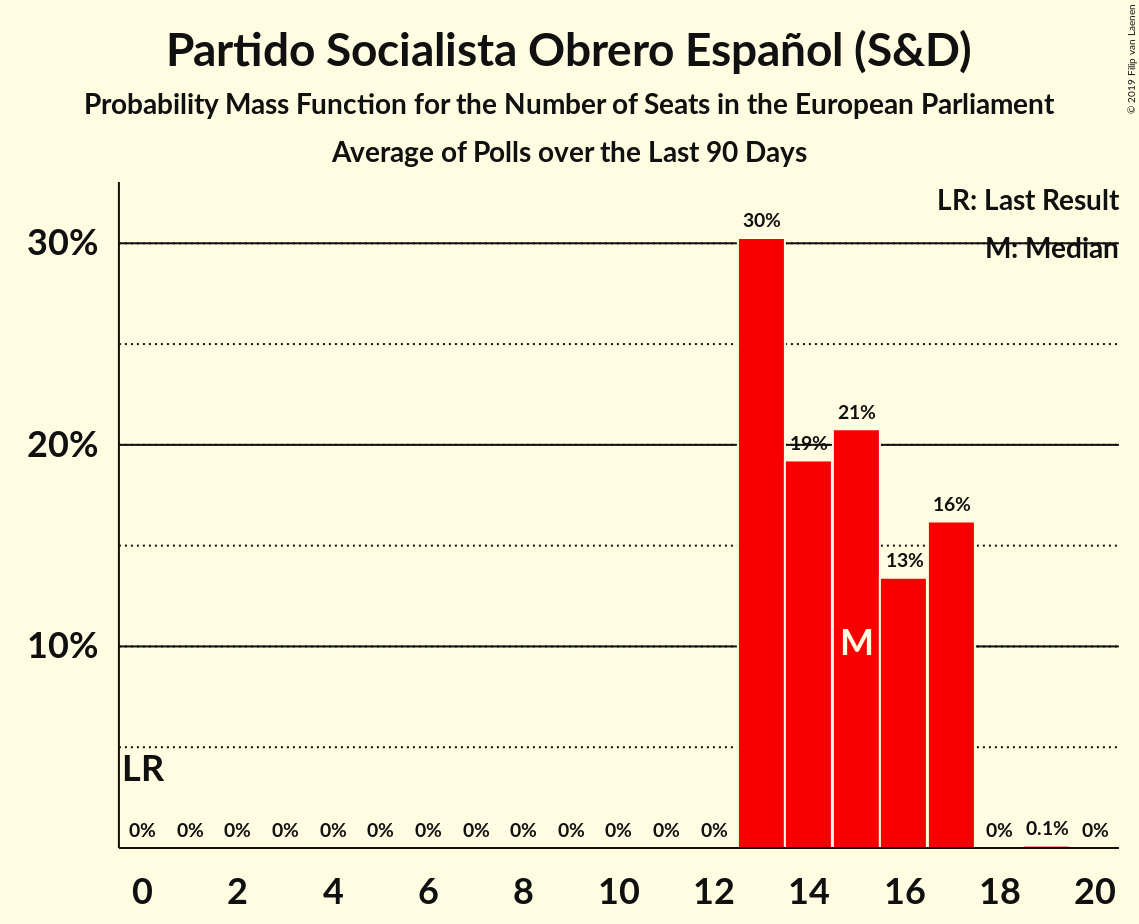 Partido Socialista Obrero Español (S&D)
Probability Mass Function for the Number of Seats in the European Parliament
Average of Polls over the Last 90 Days
© 2019 Filip van Laenen
LR: Last Result
M: Median
30%
20%
10%
30%
19%
21%
13%
16%
M
LR
0% 0% 0% 0% 0% 0% 0% 0% 0% 0% 0% 0% 0% 0% 0.1% 0%
0 2 4 6 8 10 12 14 16 18 20